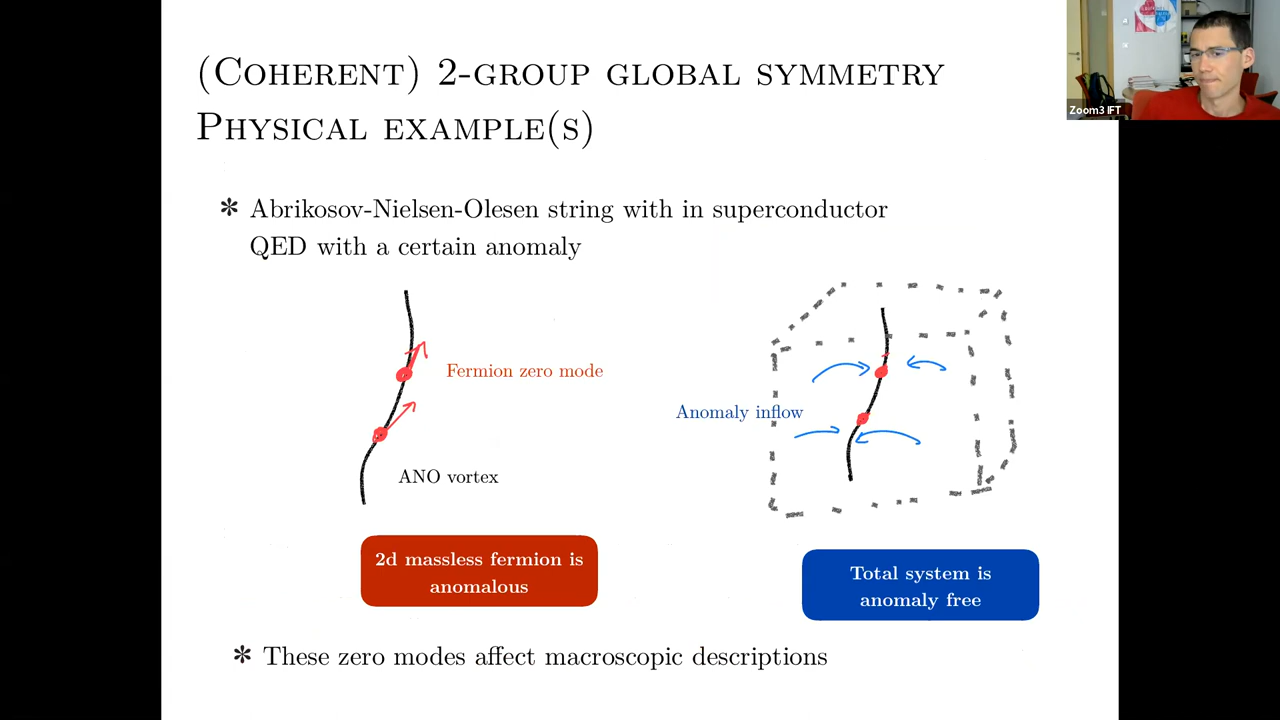 (Coherent) 2-group global symmetry
Physical example(s)
Zoom3 IFT
* Abrikosov-Nielsen-Olesen string with in superconductor
QED with a certain anomaly
Fermion zero mode
Anomaly inflow
ANO vortex
2d massless fermion is
anomalous
Total system is
anomaly free
* These zero modes affect macroscopic descriptions